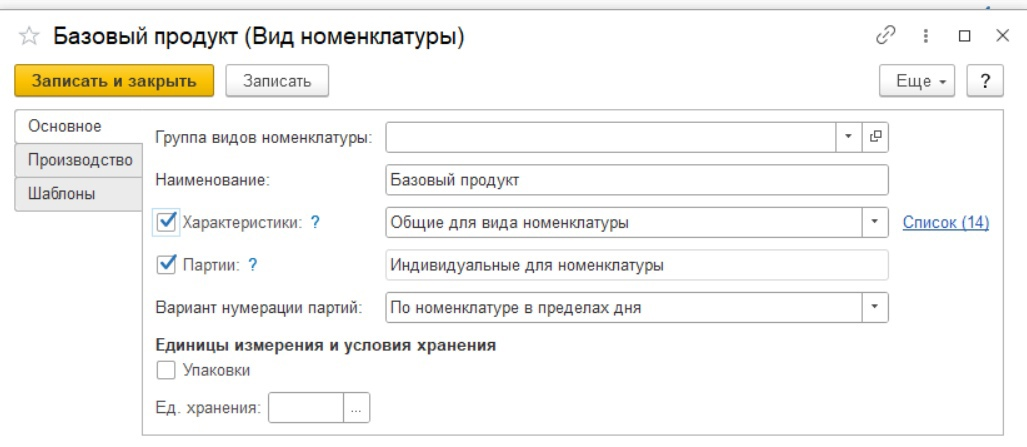 Базовый продукт (Вид номенклатуры)
Записать и закрыть Записать Еще ?
Основное
Производство
Шаблоны
Группа видов номенклатуры:
Наименование: Базовый продукт
Характеристики: ? Общие для вида номенклатуры Список (14)
Партии: ? Индивидуальные для номенклатуры
Вариант нумерации партий: По номенклатуре в пределах дня
Единицы измерения и условия хранения
Упаковки
Ед. хранения: ...